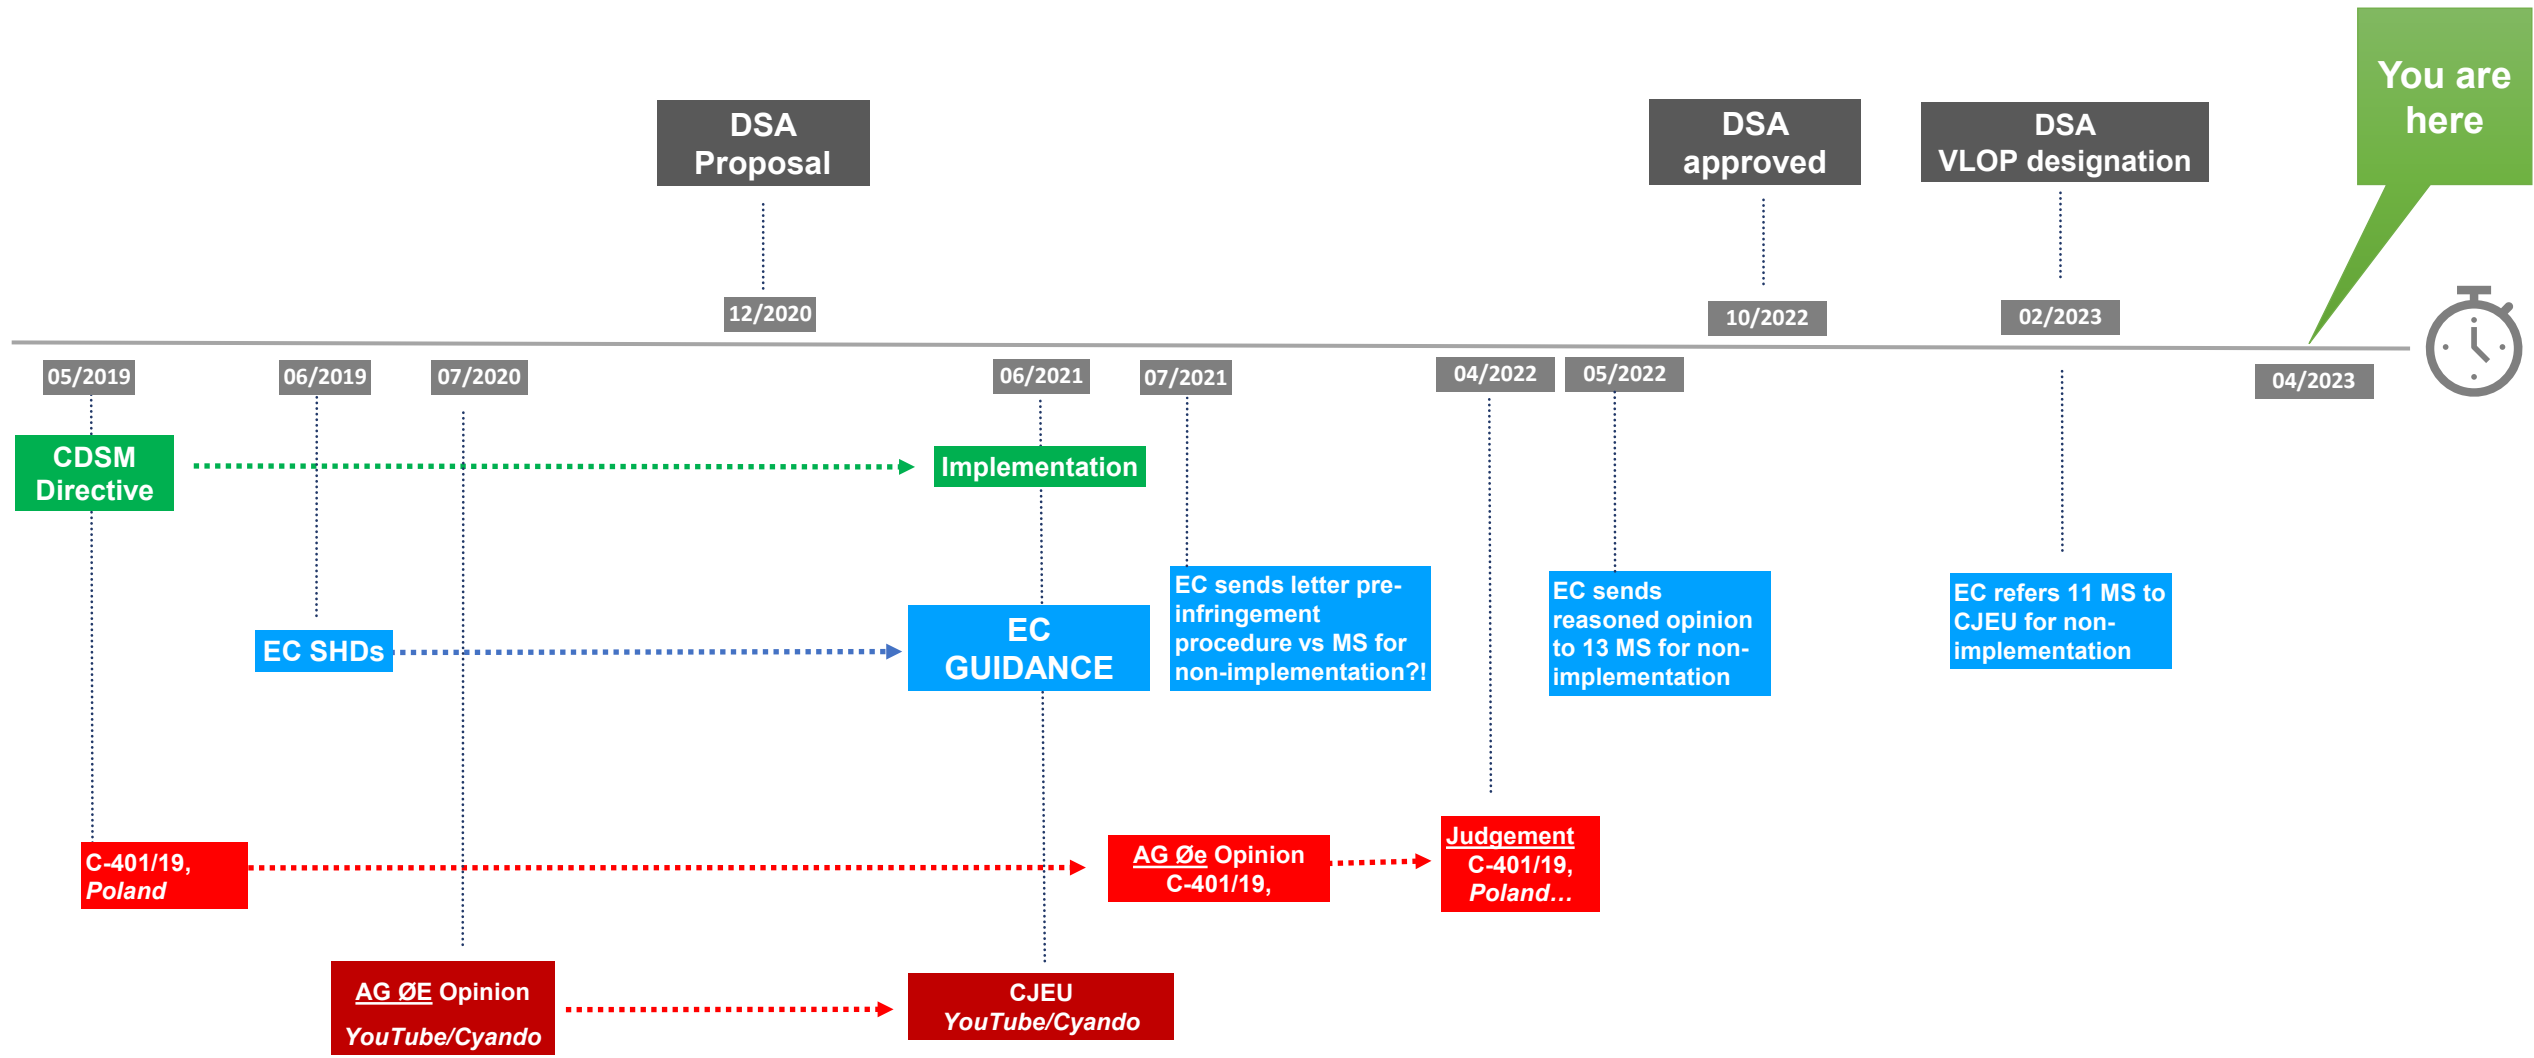 You are
here
DSA
Proposal
DSA
approved
DSA
VLOP designation
12/2020
10/2022
02/2023
05/2019
06/2019
07/2020
06/2021
07/2021
04/2022
05/2022
04/2023
CDSM
Directive
Implementation
EC SHDs
EC
GUIDANCE
EC sends letter pre-
infringement
procedure vs MS for
non-implementation?!
EC sends
reasoned opinion
to 13 MS for non-
implementation
EC refers 11 MS to
CJEU for non-
implementation
C-401/19,
Poland
AG Øe Opinion
C-401/19,
Judgement
C-401/19,
Poland…
AG ØE Opinion
YouTube/Cyando
CJEU
YouTube/Cyando